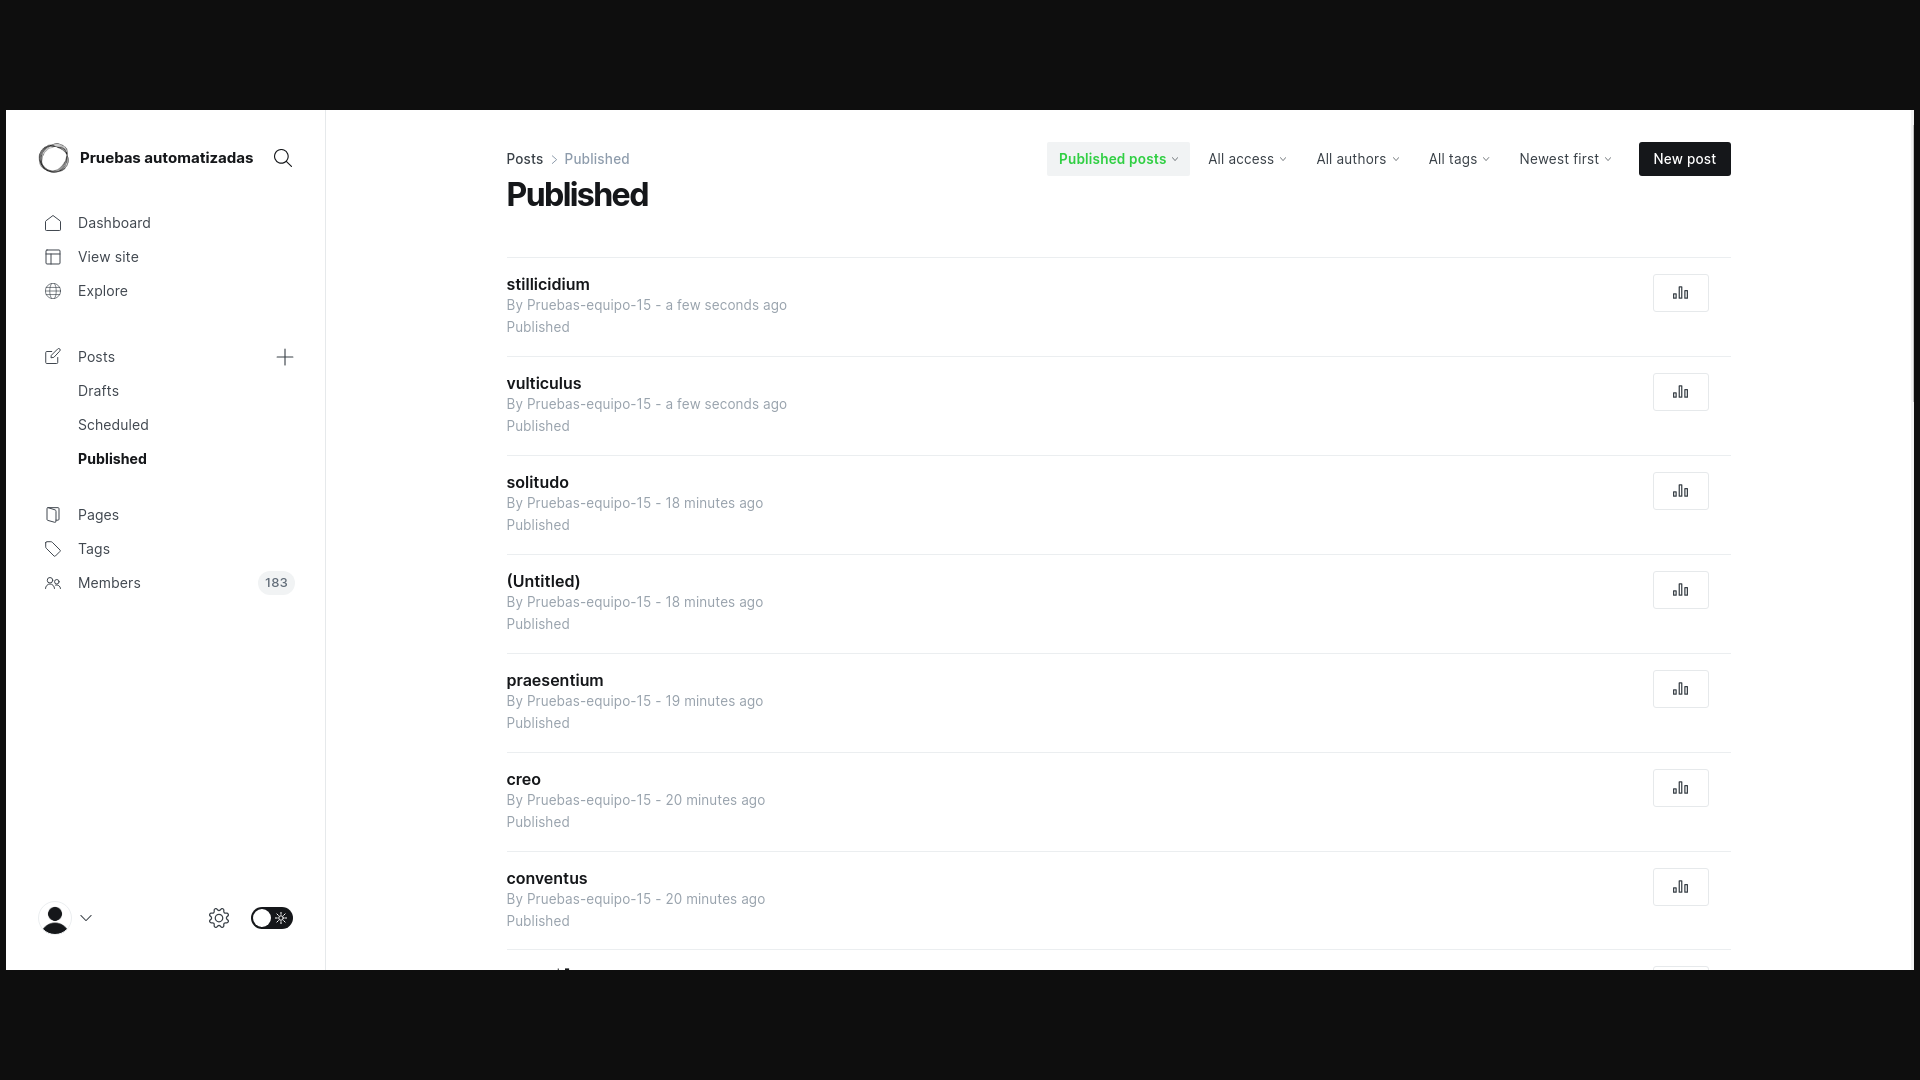 Pruebas automatizadas
Dashboard
View site
Explore
Posts
Drafts
Scheduled
Published
Pages
Tags
Members 183
Posts > Published
Published
Published posts
All access
All authors
All tags
Newest first
New post
stillicidium
By Pruebas-equipo-15 - a few seconds ago
Published
vulticulus
By Pruebas-equipo-15 - a few seconds ago
Published
solitudo
By Pruebas-equipo-15 - 18 minutes ago
Published
(Untitled)
By Pruebas-equipo-15 - 18 minutes ago
Published
praesentium
By Pruebas-equipo-15 - 19 minutes ago
Published
creo
By Pruebas-equipo-15 - 20 minutes ago
Published
conventus
By Pruebas-equipo-15 - 20 minutes ago
Published